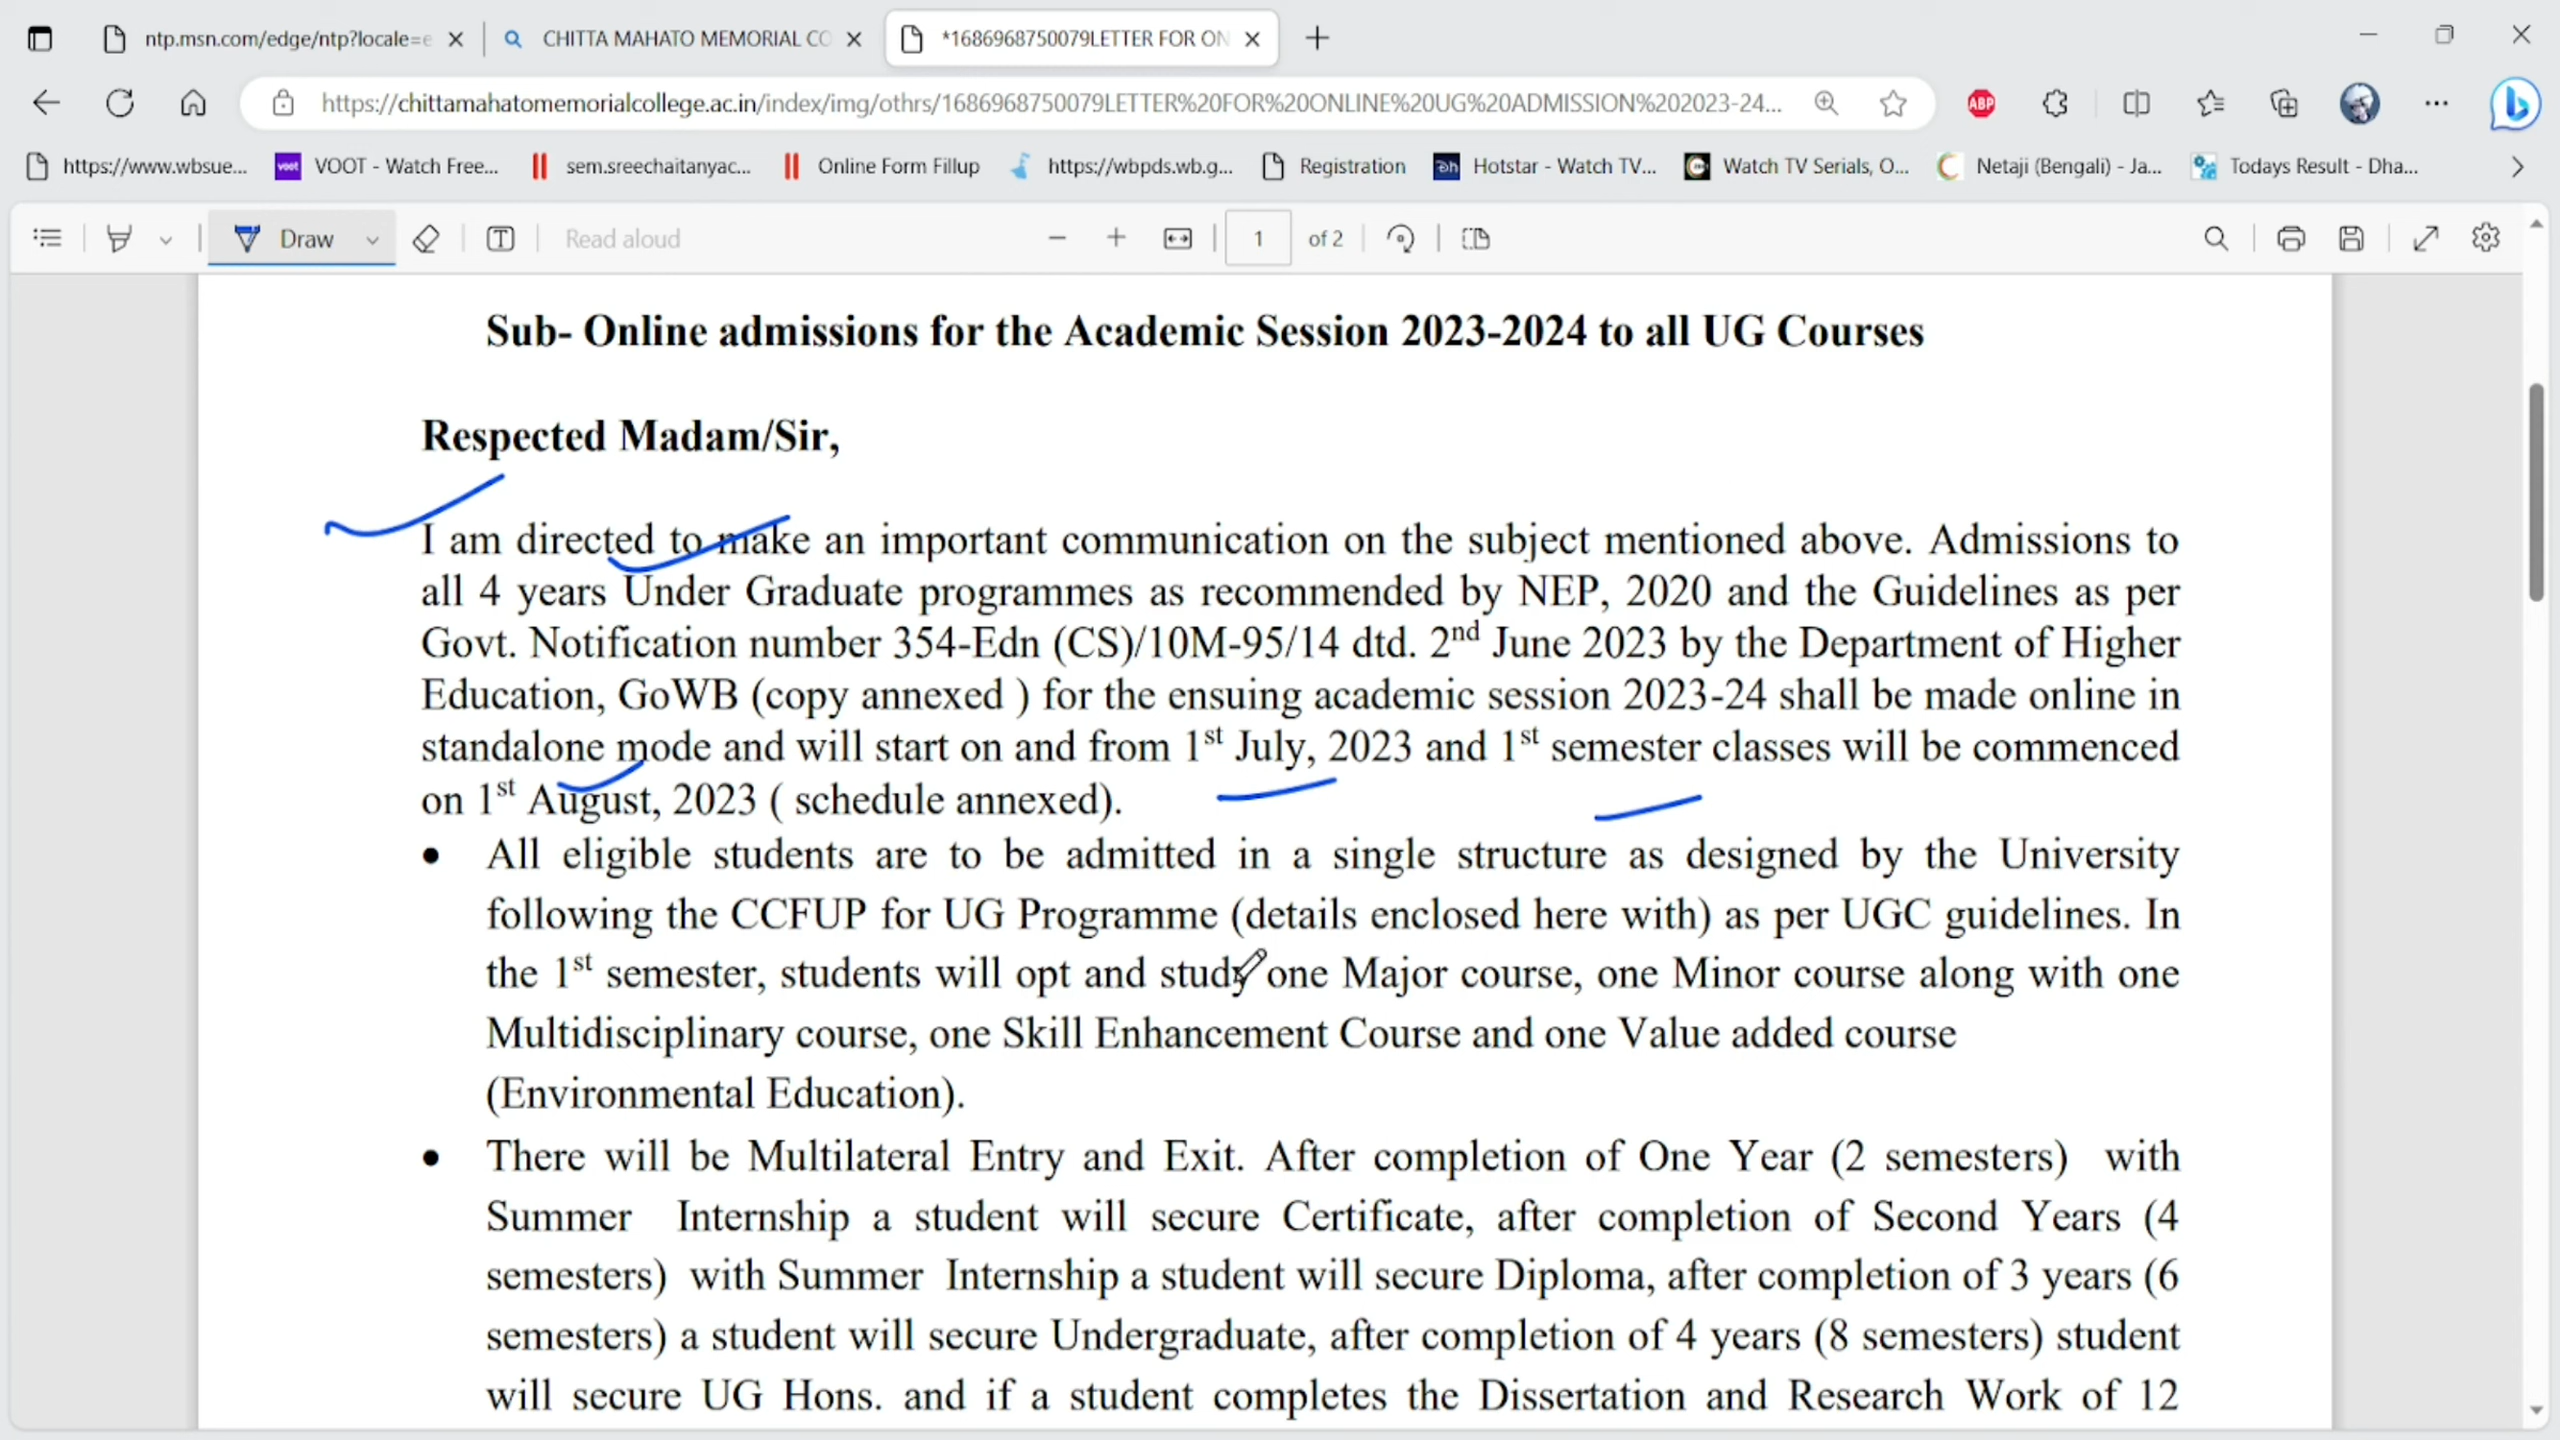 ntp.msn.com/edge/ntp?locale=e
CHITTA MAHATO MEMORIAL CO
*1686968750079LETTER FOR ON
https://chittamahatomemorialcollege.ac.in/index/img/othrs/1686968750079LETTER%20FOR%20ONLINE%20UG%20ADMISSION%202023-24...
ABP
https://www.wbsue...
voot
VOOT - Watch Free...
sem.sreechaitanyac...
Online Form Fillup
https://wbpds.wb.g...
Registration
Hotstar - Watch TV...
Watch TV Serials, O...
Netaji (Bengali) - Ja...
Todays Result - Dha...
Draw
Read aloud
1 of 2
Sub- Online admissions for the Academic Session 2023-2024 to all UG Courses
Respected Madam/Sir,
I am directed to make an important communication on the subject mentioned above. Admissions to
all 4 years Under Graduate programmes as recommended by NEP, 2020 and the Guidelines as per
Govt. Notification number 354-Edn (CS)/10M-95/14 dtd. 2nd June 2023 by the Department of Higher
Education, GoWB (copy annexed ) for the ensuing academic session 2023-24 shall be made online in
standalone mode and will start on and from 1st July, 2023 and 1st semester classes will be commenced
on 1st August, 2023 ( schedule annexed).
• All eligible students are to be admitted in a single structure as designed by the University
following the CCFUP for UG Programme (details enclosed here with) as per UGC guidelines. In
the 1st semester, students will opt and study one Major course, one Minor course along with one
Multidisciplinary course, one Skill Enhancement Course and one Value added course
(Environmental Education).
• There will be Multilateral Entry and Exit. After completion of One Year (2 semesters) with
Summer Internship a student will secure Certificate, after completion of Second Years (4
semesters) with Summer Internship a student will secure Diploma, after completion of 3 years (6
semesters) a student will secure Undergraduate, after completion of 4 years (8 semesters) student
will secure UG Hons. and if a student completes the Dissertation and Research Work of 12